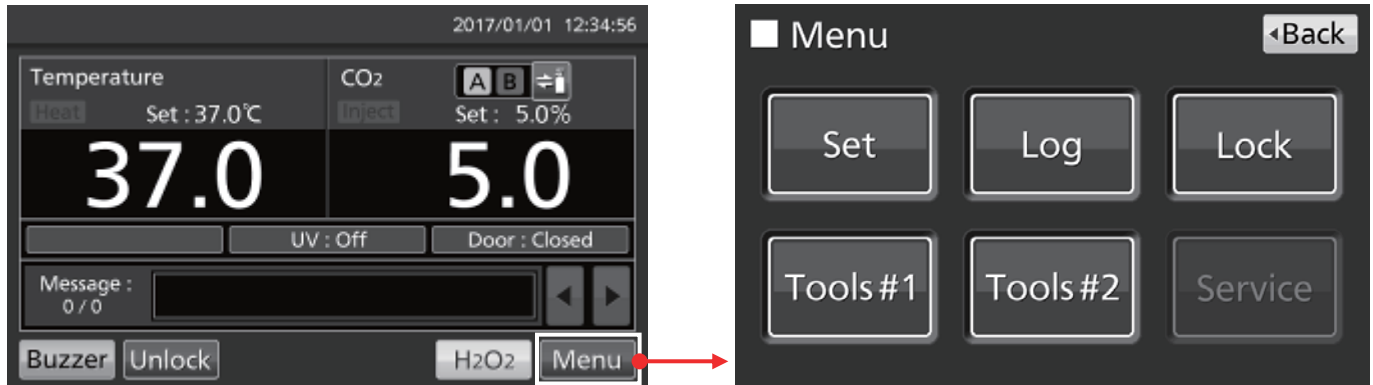 2017/01/01 12:34:56
Temperature
CO2
A B
Heat
Set : 37.0℃
Inject
Set : 5.0%
37.0
5.0
UV : Off
Door : Closed
Message :
0 / 0
Buzzer
Unlock
H2O2
Menu
Menu
Back
Set
Log
Lock
Tools #1
Tools #2
Service